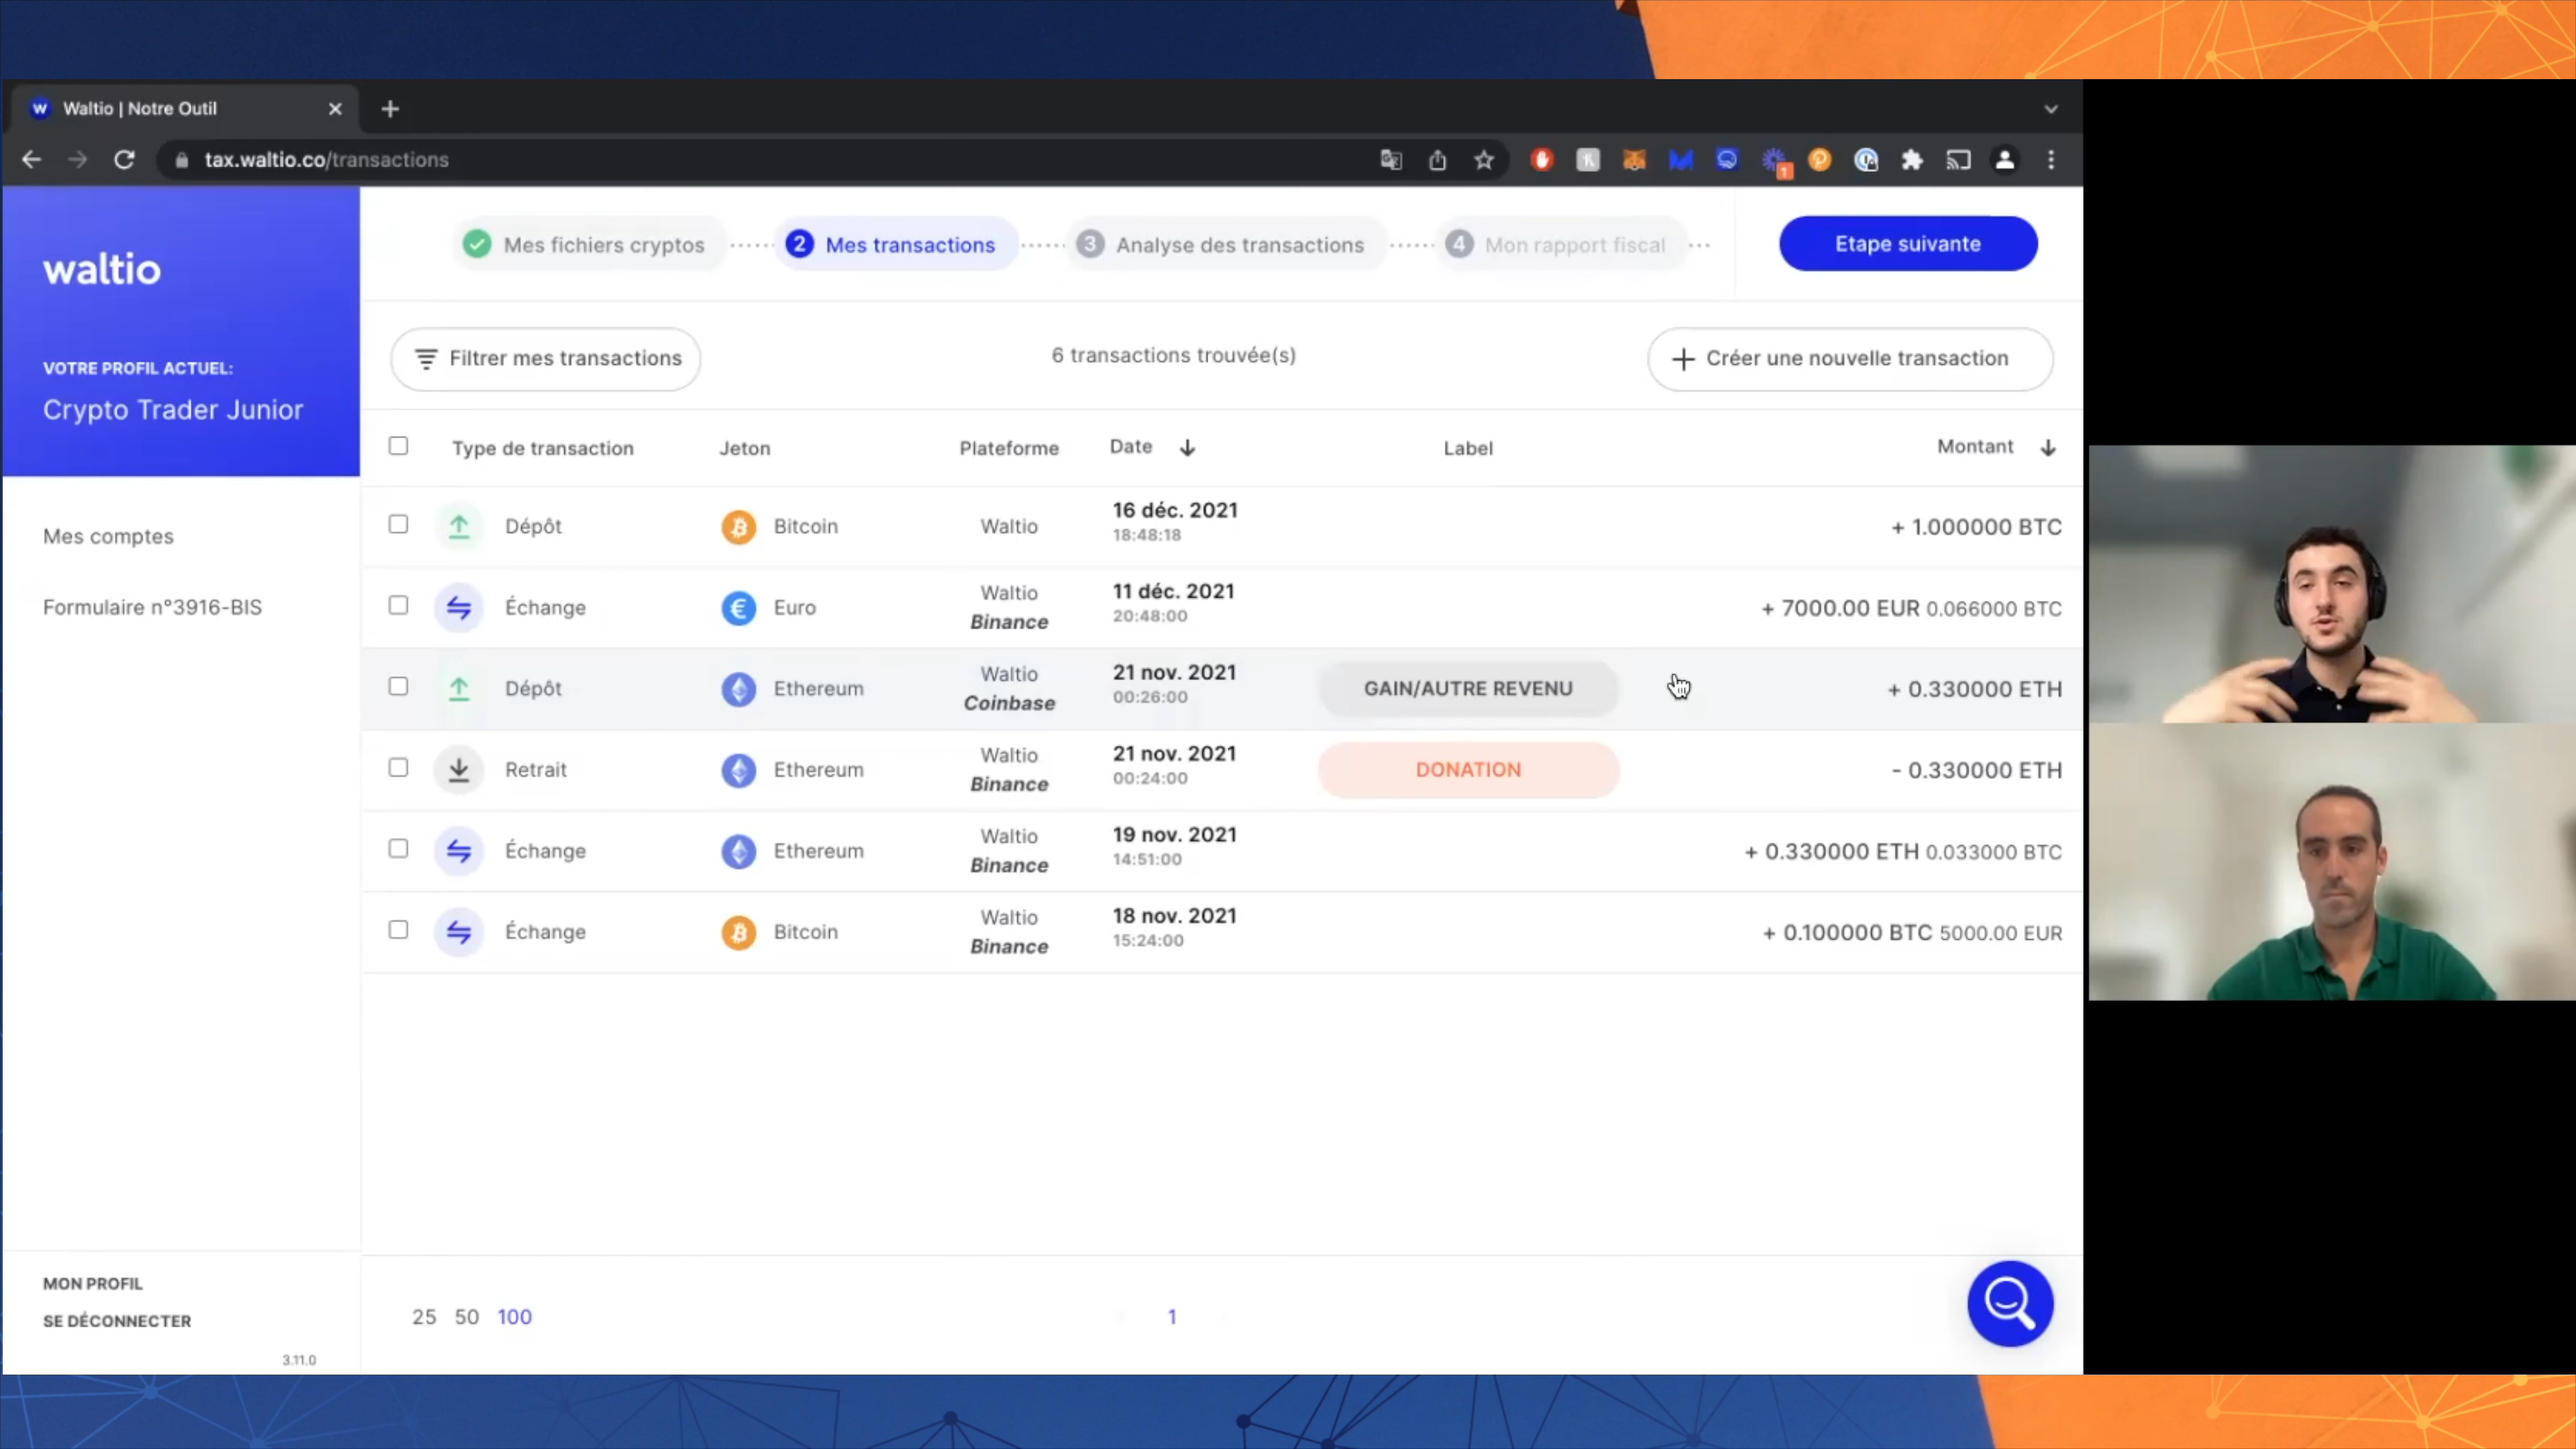 Waltio | Notre Outil
tax.waltio.co/transactions
1
waltio
VOTRE PROFIL ACTUEL:
Crypto Trader Junior
Mes comptes
Formulaire n°3916-BIS
MON PROFIL
SE DÉCONNECTER
3.11.0
Mes fichiers cryptos
2 Mes transactions
3 Analyse des transactions
4 Mon rapport fiscal
Etape suivante
Filtrer mes transactions
6 transactions trouvée(s)
Créer une nouvelle transaction
Type de transaction Jeton Plateforme Date Label Montant
Dépôt Bitcoin Waltio 16 déc. 2021 + 1.000000 BTC
18:48:18
Échange Euro Waltio 11 déc. 2021 + 7000.00 EUR 0.066000 BTC
Binance 20:48:00
Dépôt Ethereum Waltio 21 nov. 2021 GAIN/AUTRE REVENU + 0.330000 ETH
Coinbase 00:26:00
Retrait Ethereum Waltio 21 nov. 2021 DONATION - 0.330000 ETH
Binance 00:24:00
Échange Ethereum Waltio 19 nov. 2021 + 0.330000 ETH 0.033000 BTC
Binance 14:51:00
Échange Bitcoin Waltio 18 nov. 2021 + 0.100000 BTC 5000.00 EUR
Binance 15:24:00
25 50 100
1